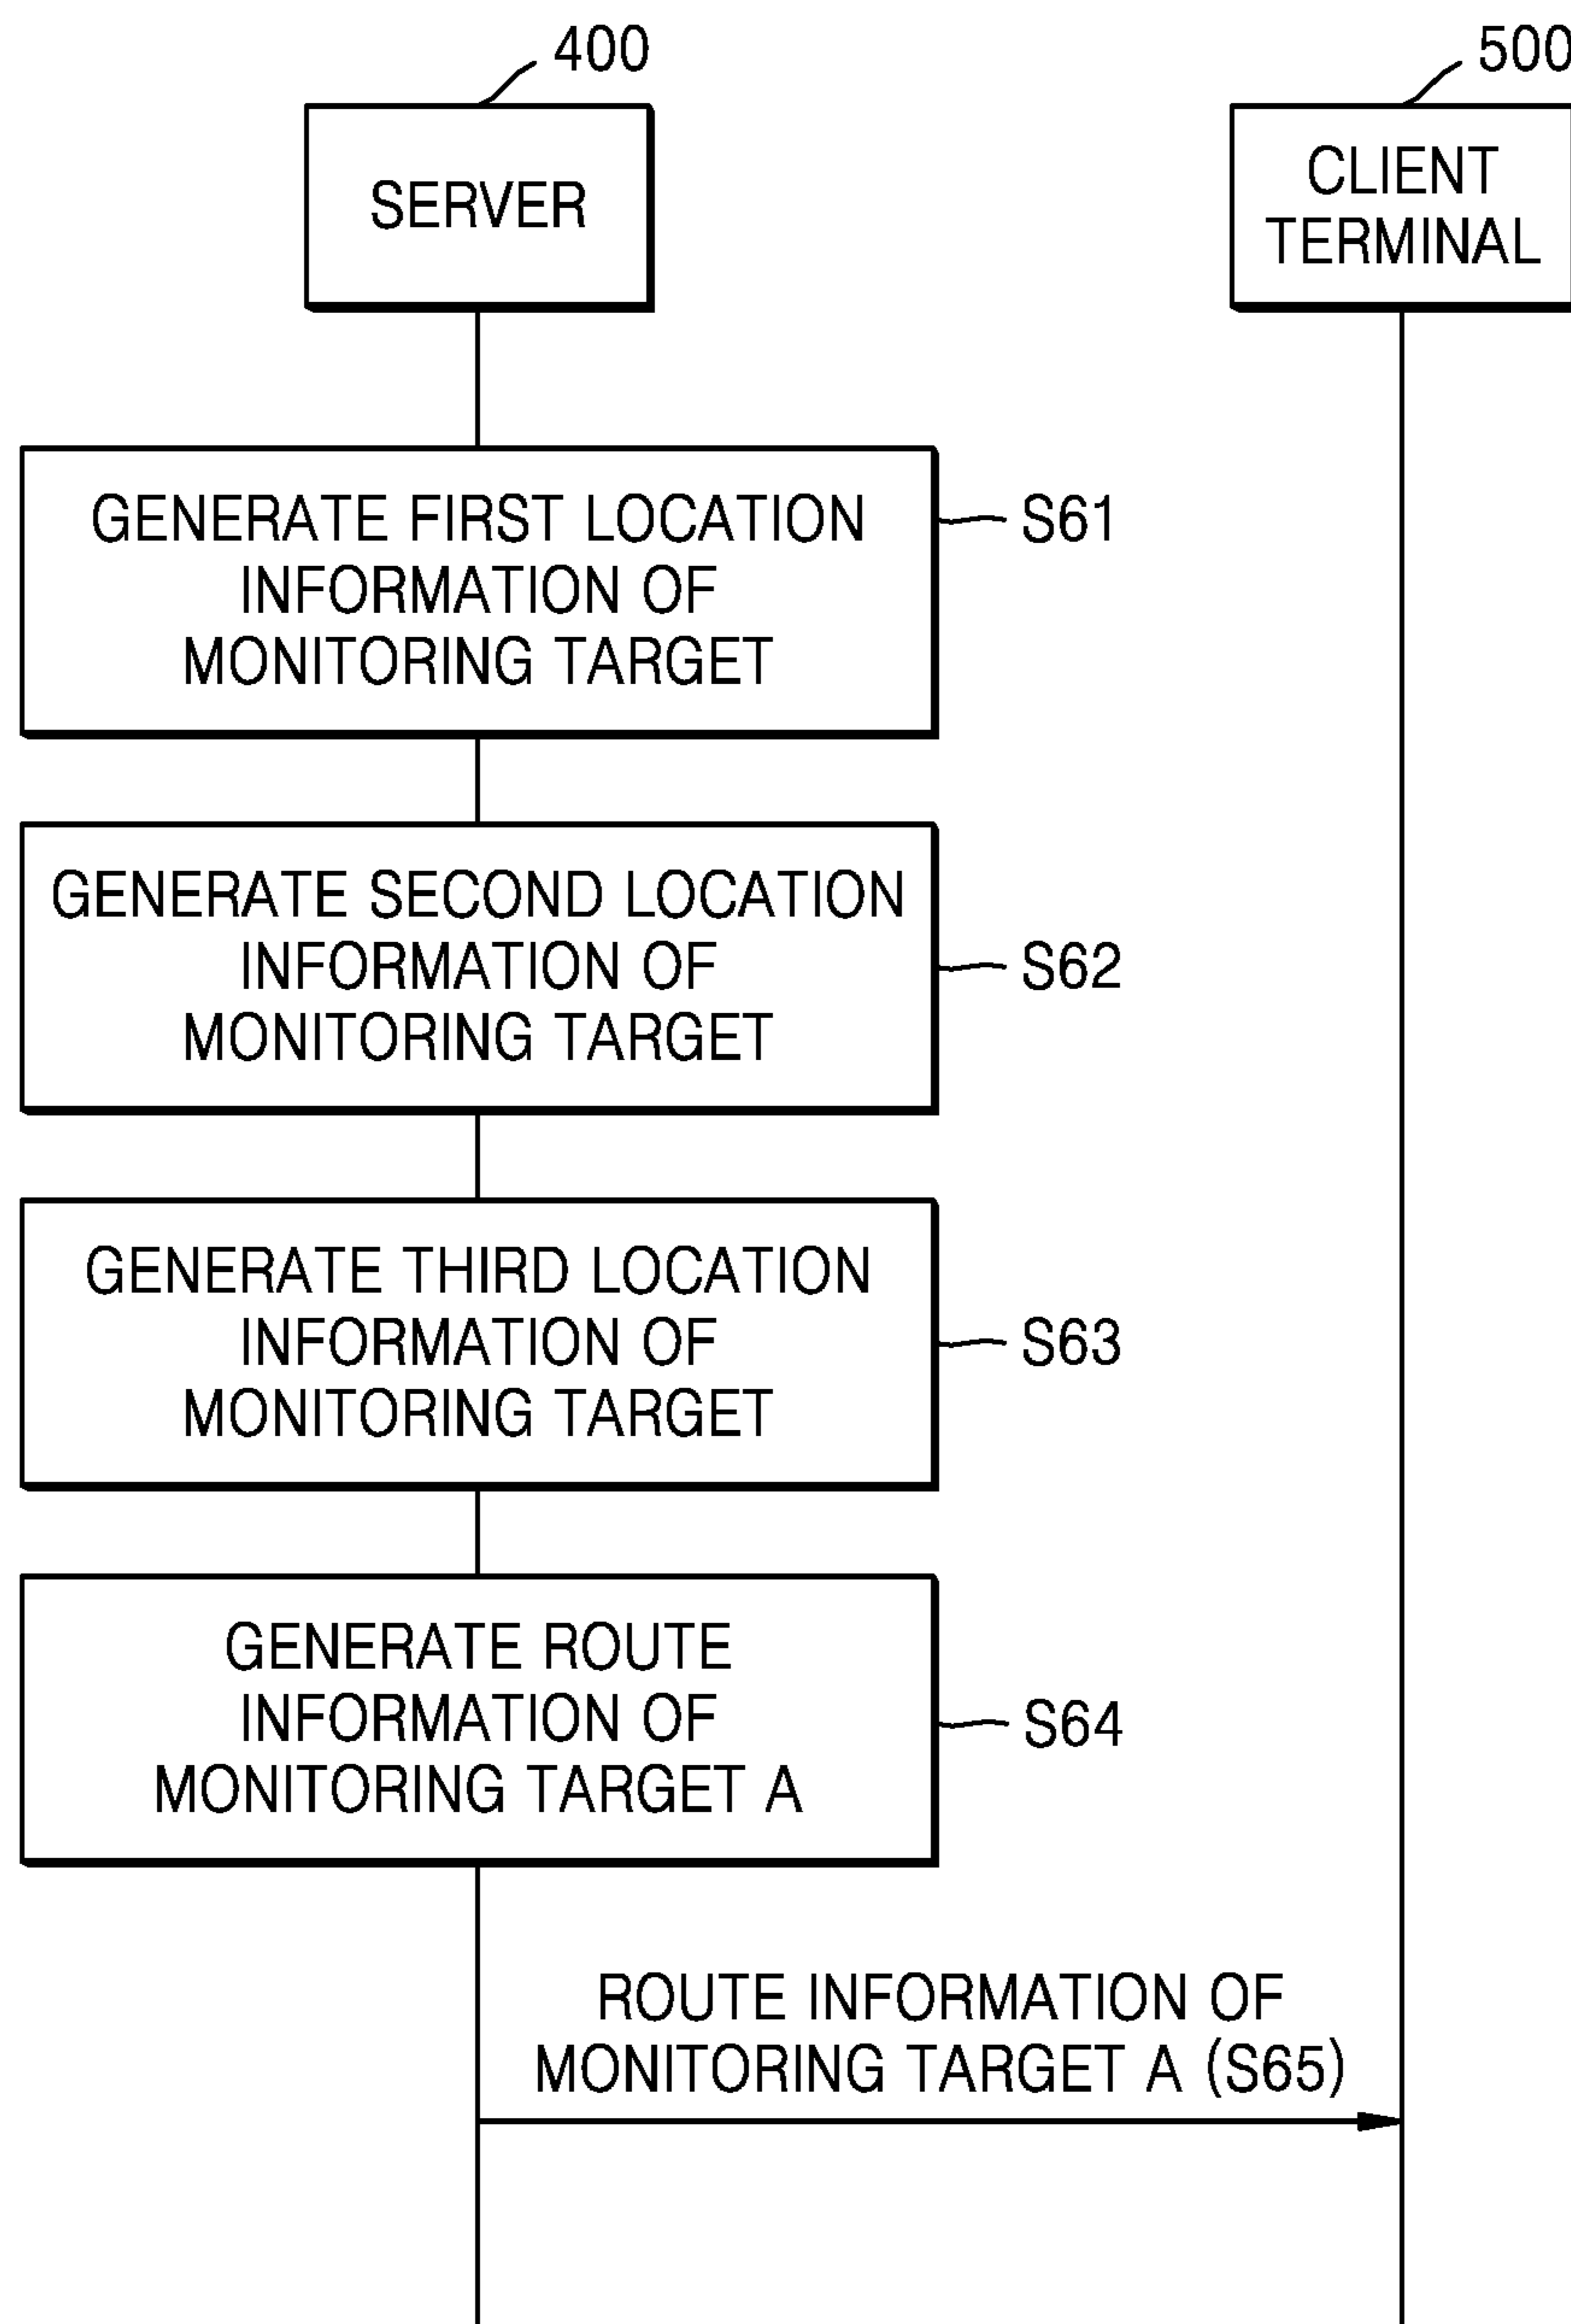 400
500
SERVER
CLIENT
TERMINAL
GENERATE FIRST LOCATION
INFORMATION OF
MONITORING TARGET
S61
GENERATE SECOND LOCATION
INFORMATION OF
MONITORING TARGET
S62
GENERATE THIRD LOCATION
INFORMATION OF
MONITORING TARGET
S63
GENERATE ROUTE
INFORMATION OF
MONITORING TARGET A
S64
ROUTE INFORMATION OF
MONITORING TARGET A (S65)